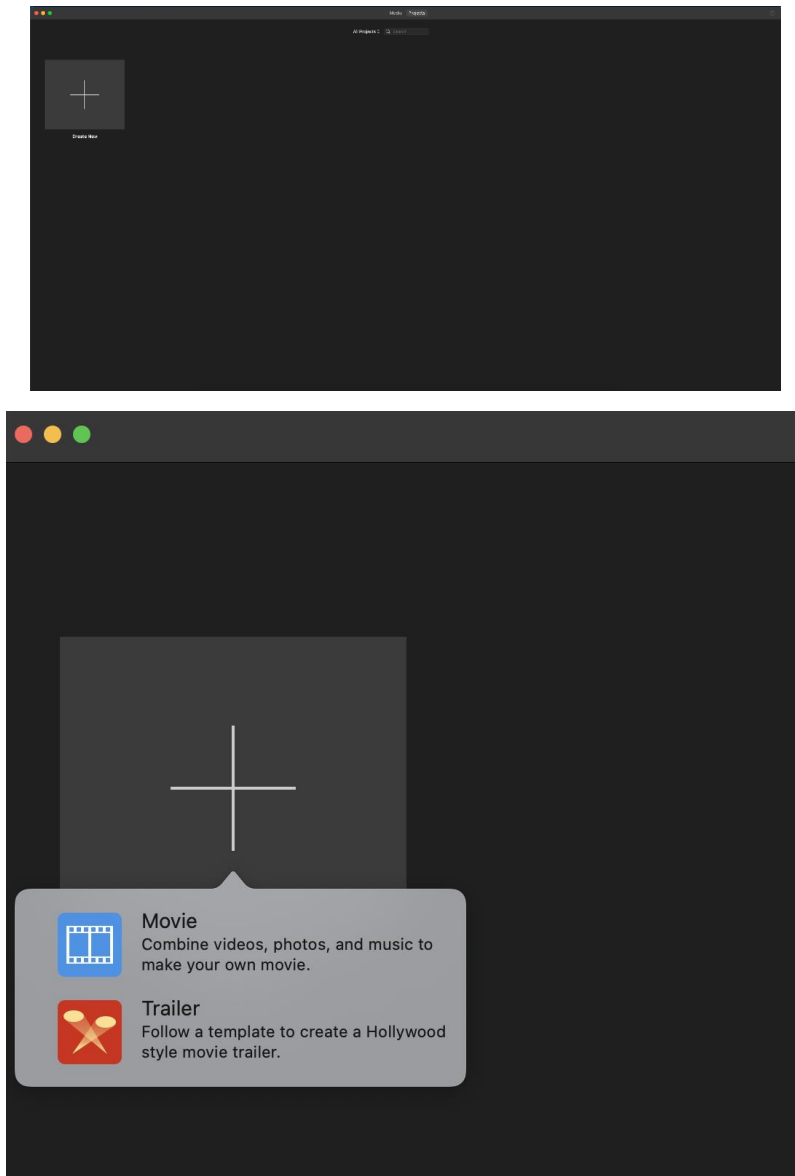 Media Projects
All Projects Search
Create New
Movie
Combine videos, photos, and music to
make your own movie.
Trailer
Follow a template to create a Hollywood
style movie trailer.